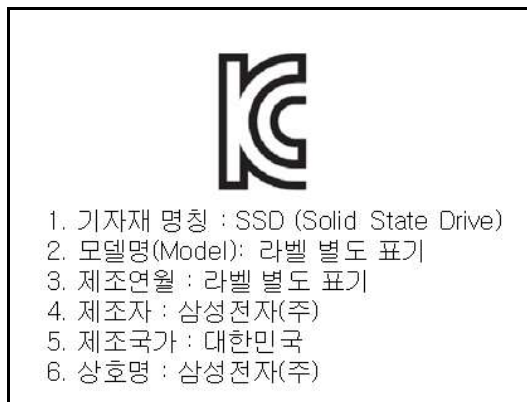 KC
1. 기자재 명칭 : SSD (Solid State Drive)
2. 모델명(Model): 라벨 별도 표기
3. 제조연월 : 라벨 별도 표기
4. 제조자 : 삼성전자(주)
5. 제조국가 : 대한민국
6. 상호명 : 삼성전자(주)